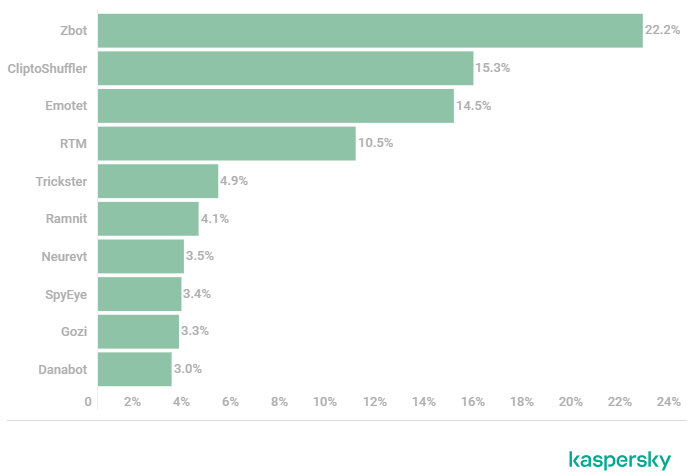 Zbot 22.2%
CliptoShuffler 15.3%
Emotet 14.5%
RTM 10.5%
Trickster 4.9%
Ramnit 4.1%
Neurevt 3.5%
SpyEye 3.4%
Gozi 3.3%
Danabot 3.0%
0 2% 4% 6% 8% 10% 12% 14% 16% 18% 20% 22% 24%
kaspersky